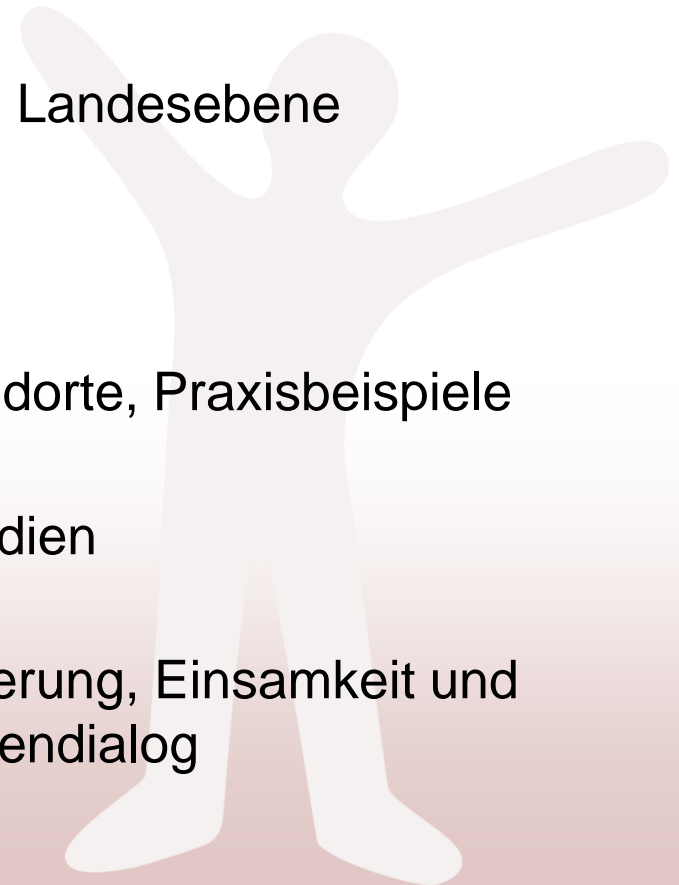 Landesebene
dorte, Praxisbeispiele
dien
erung, Einsamkeit und
endialog